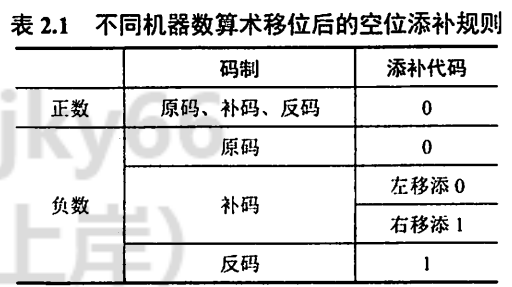 表 2.1 不同机器数算术移位后的空位添补规则
码制 添补代码
正数 原码、补码、反码 0
负数 原码 0
补码 左移添 0
右移添 1
反码 1
jky66
上岸）